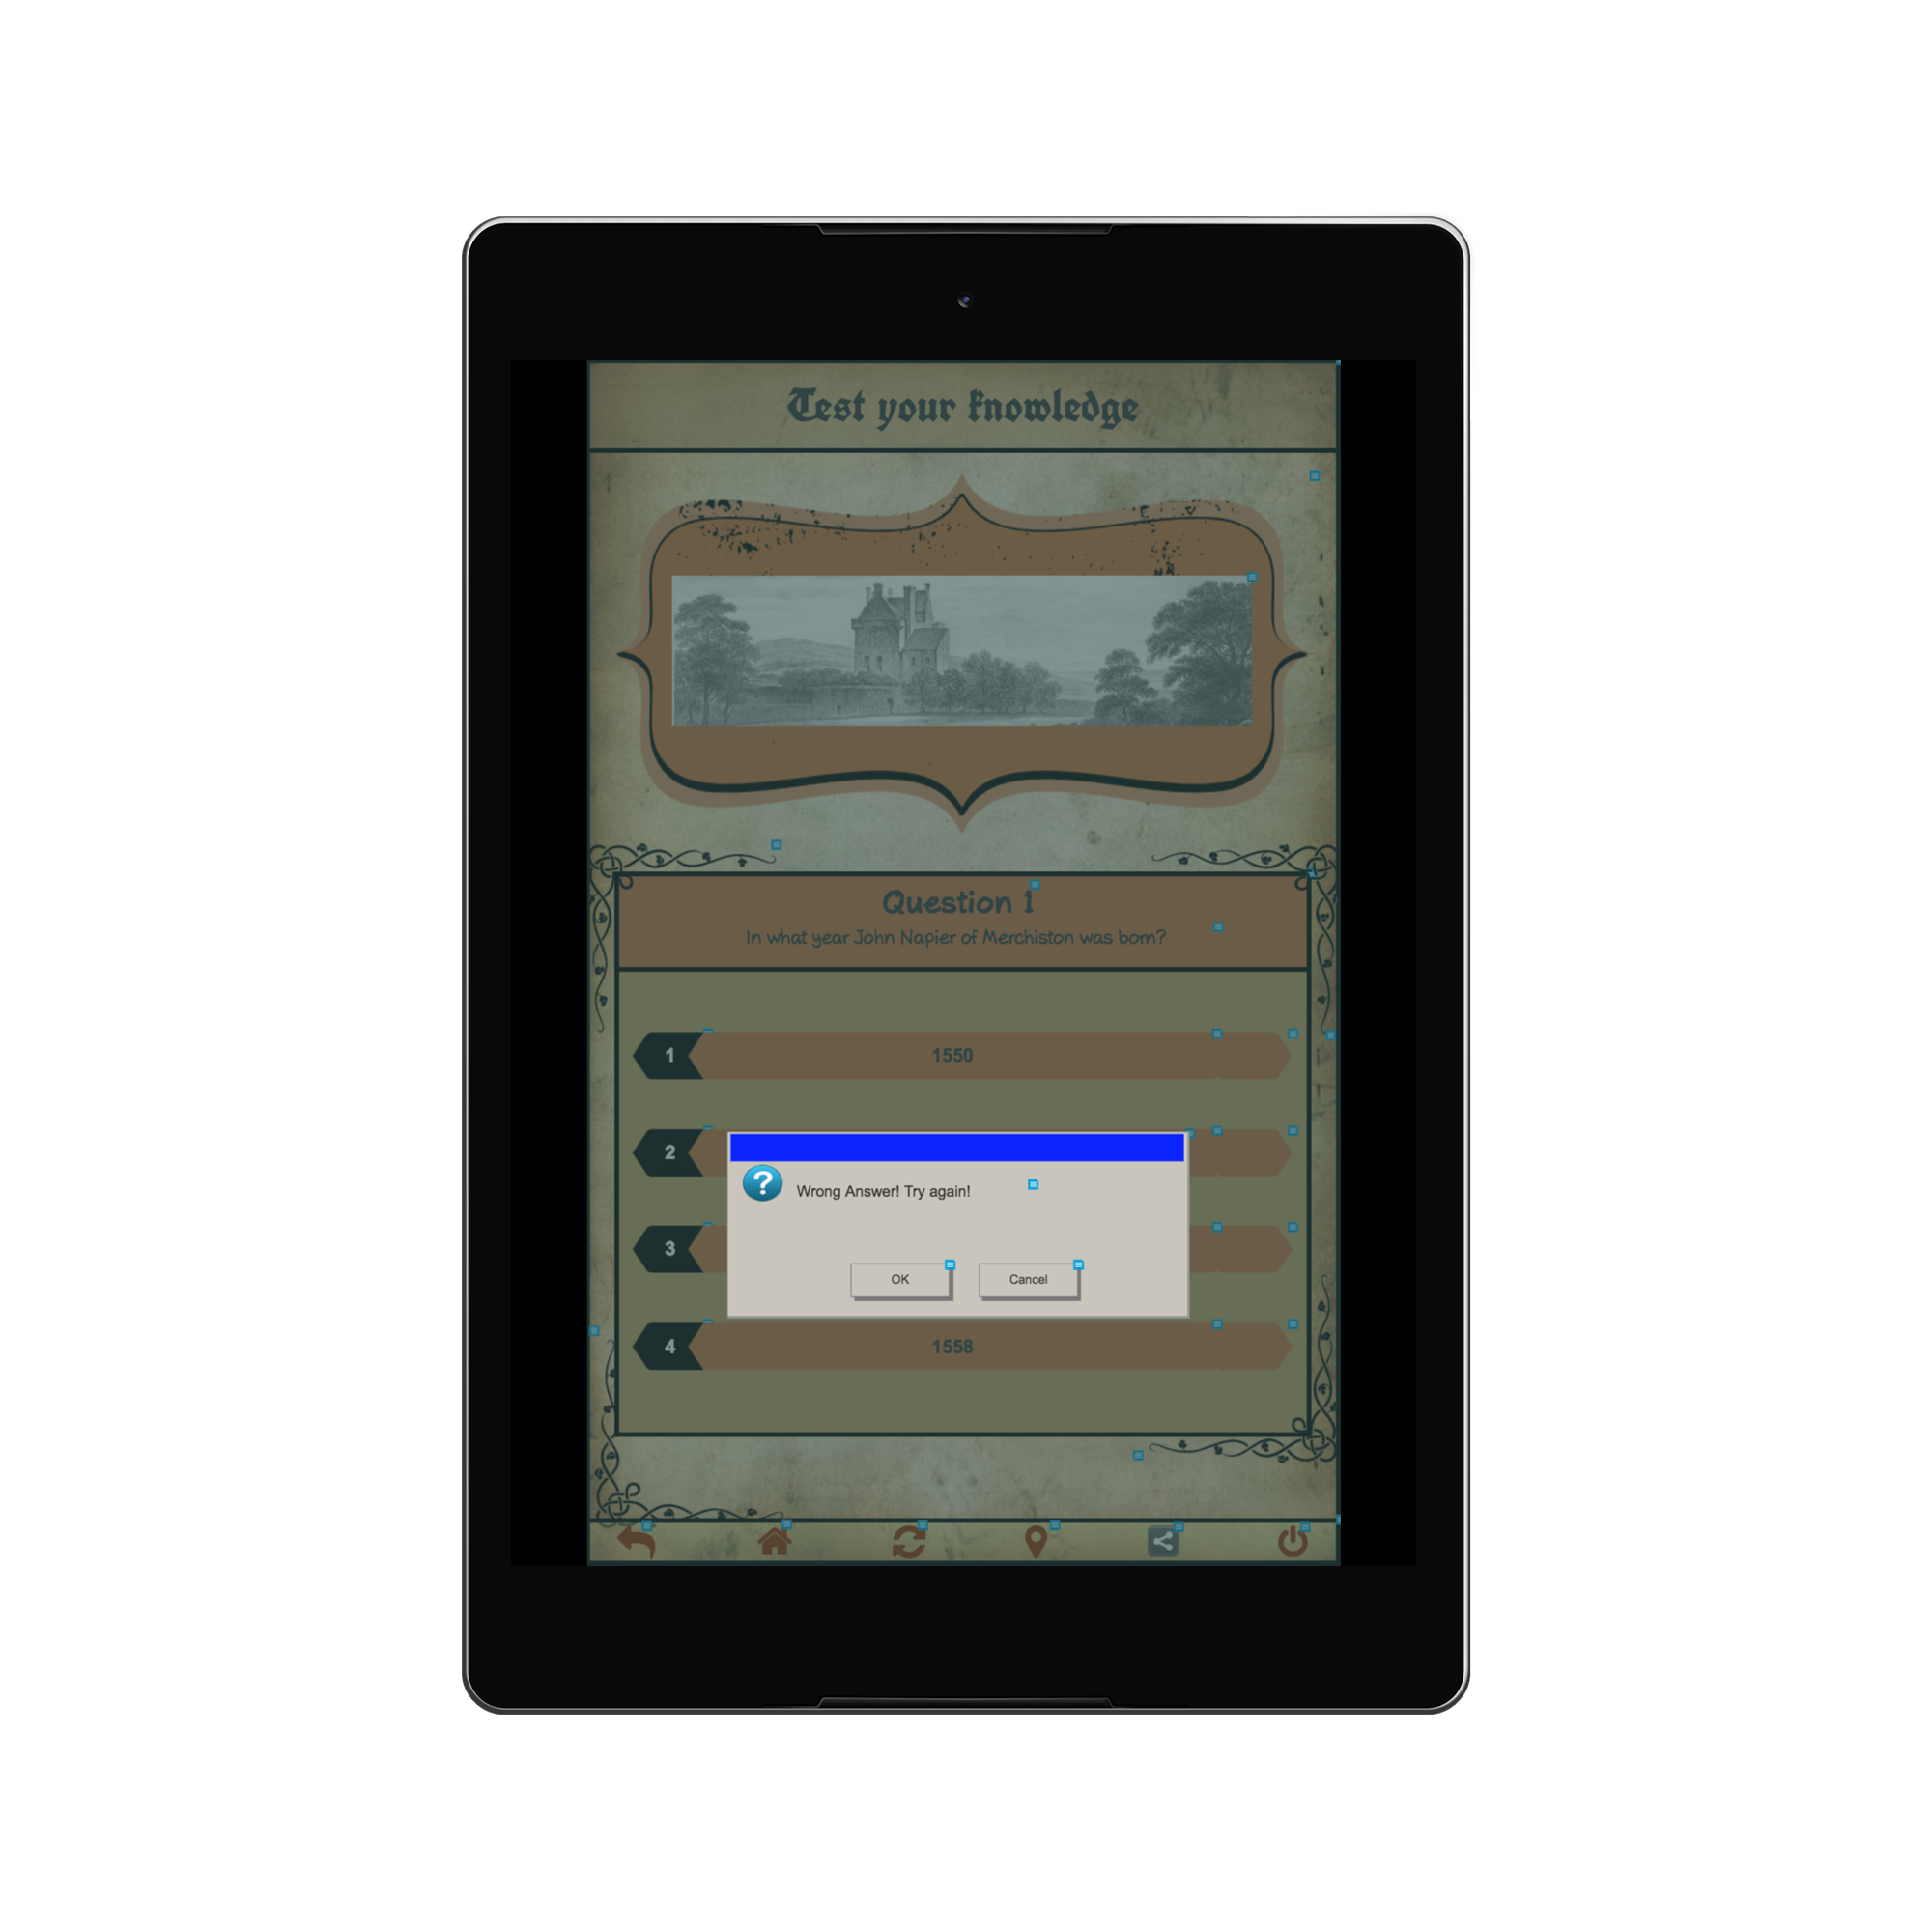 Test your knowledge
Question 1
In what year John Napier of Merchiston was born?
1
1550
2
?
Wrong Answer! Try again!
3
OK
Cancel
4
1558